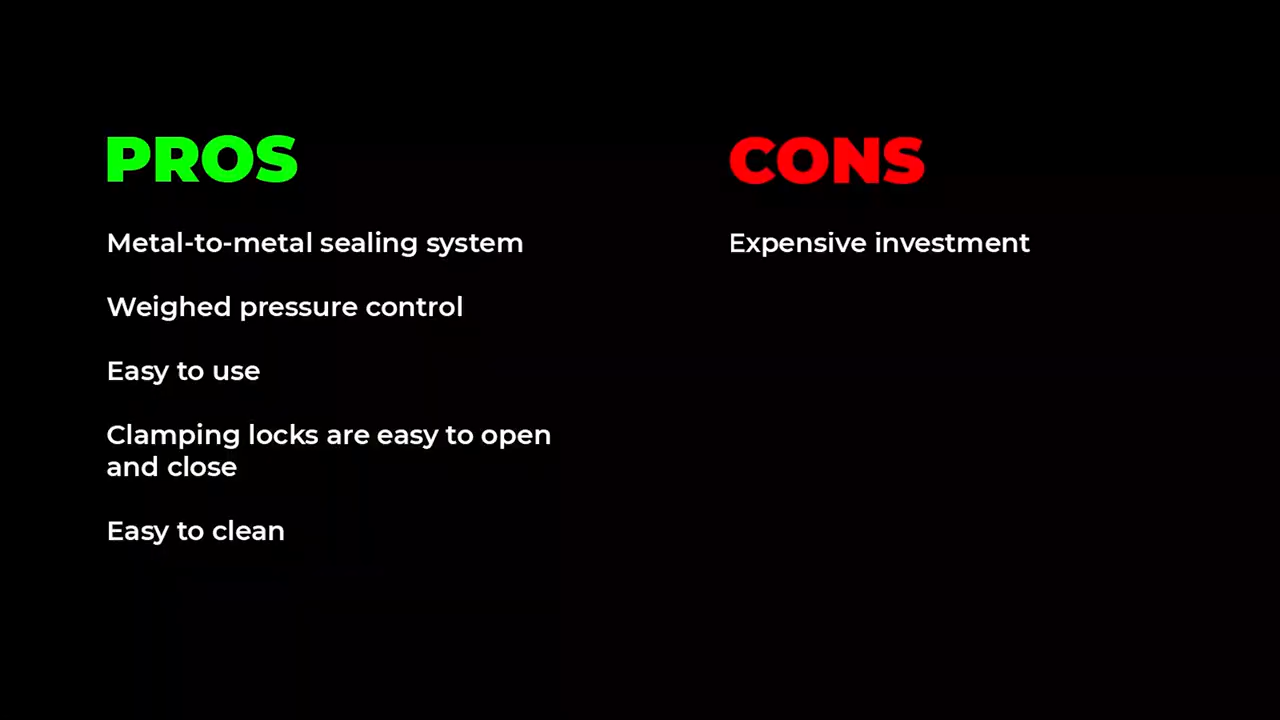 PROS
Metal-to-metal sealing system
Weighed pressure control
Easy to use
Clamping locks are easy to open
and close
Easy to clean
CONS
Expensive investment